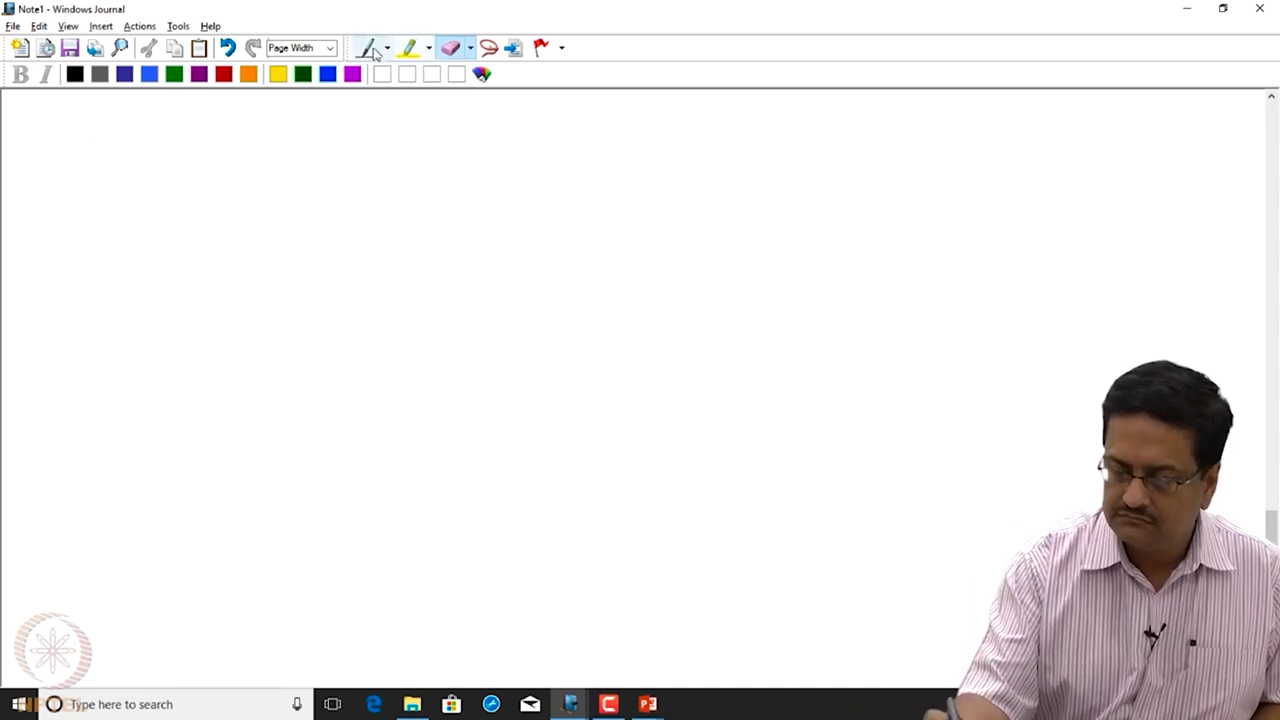 Note1 - Windows Journal
File Edit View Insert Actions Tools Help
Page Width
B I
Type here to search